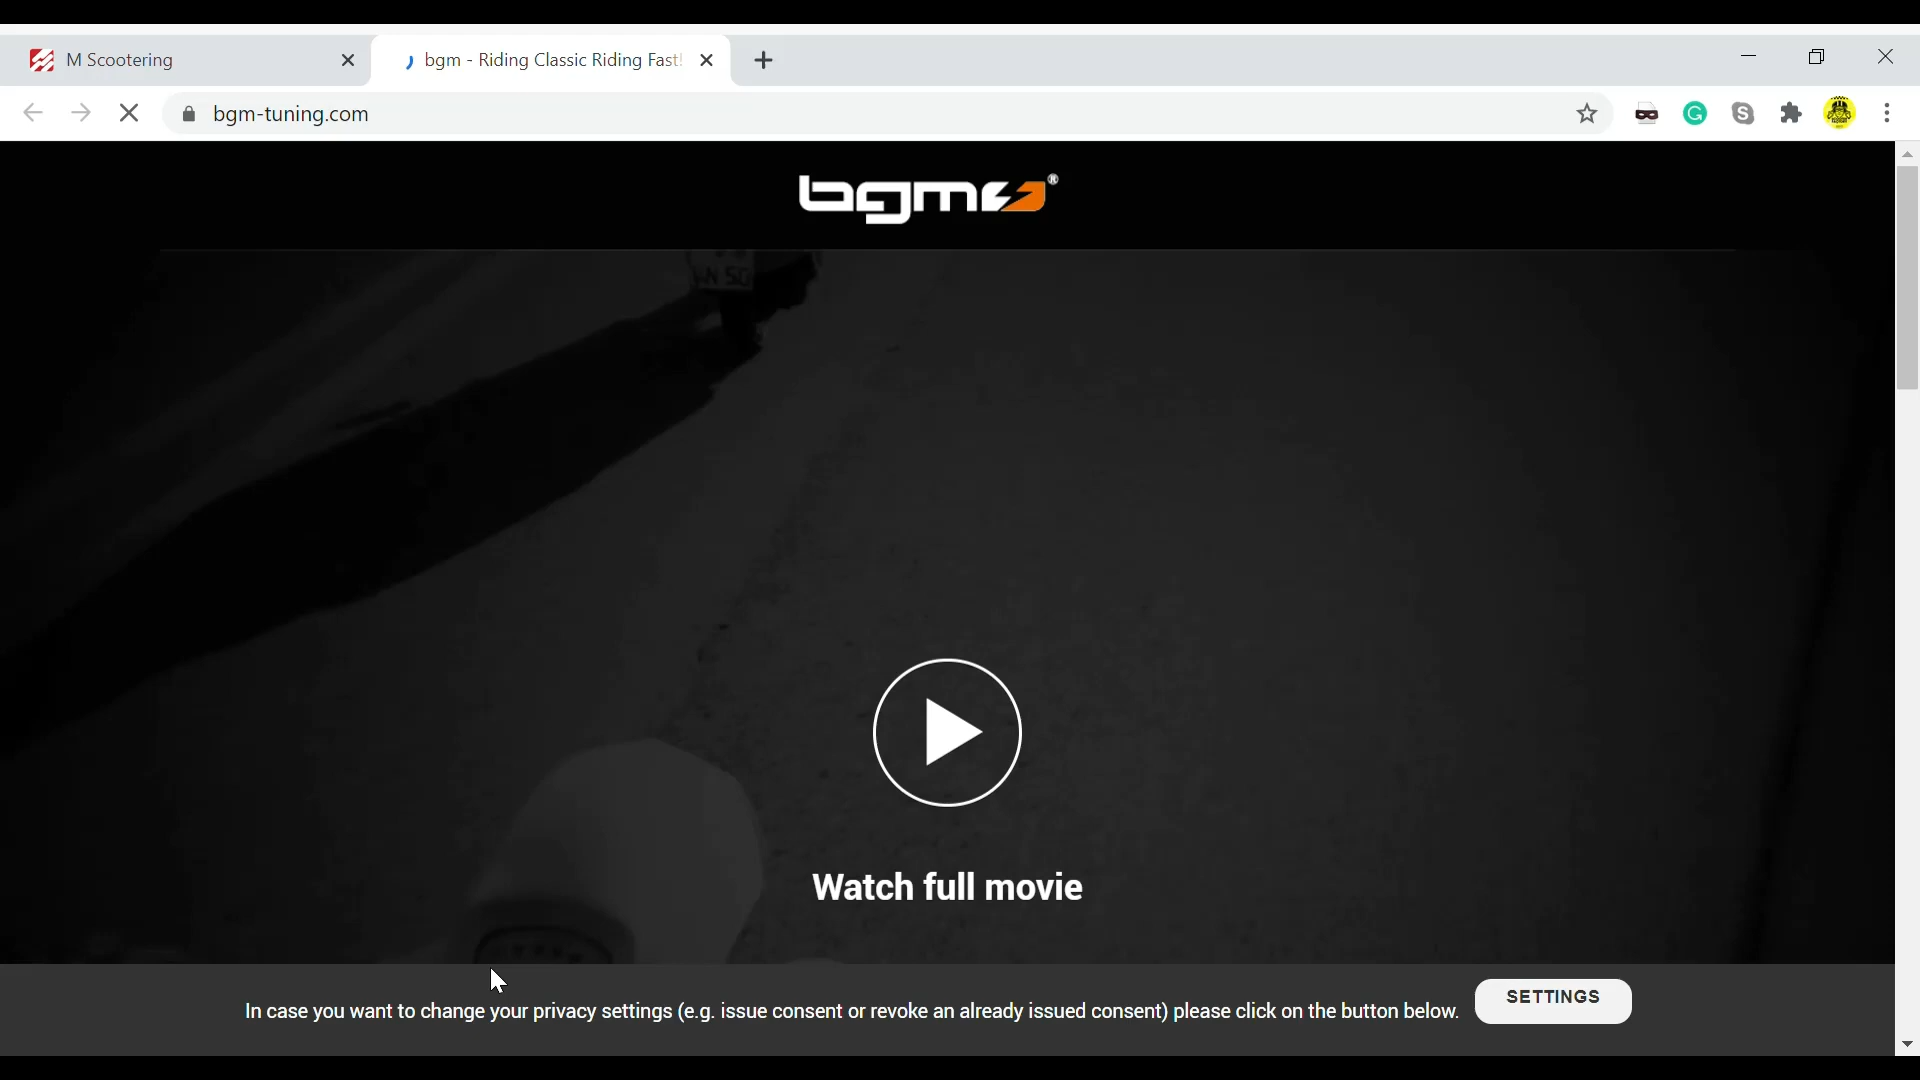 M Scootering
bgm - Riding Classic Riding Fast!
bgm-tuning.com
bgm®
Watch full movie
In case you want to change your privacy settings (e.g. issue consent or revoke an already issued consent) please click on the button below.
SETTINGS